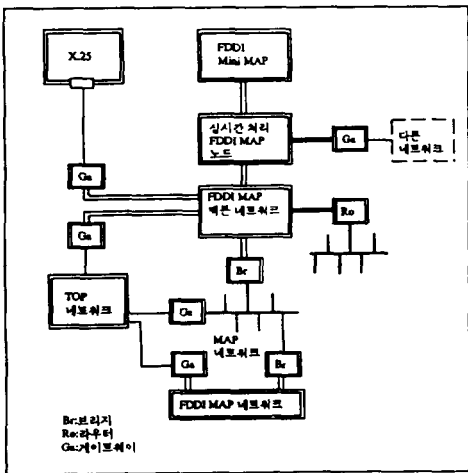 X.25
FDDI
Mini MAP
실시간 처리
FDDI MAP
노드
Ga
다른
네트워크
Ga
FDDI MAP
백본 네트워크
Ro
Ga
Br
TOP
네트워크
Ga
MAP
네트워크
Ga
Br
FDDI MAP 네트워크
Br:브리지
Ro:라우터
Ga:게이트웨이